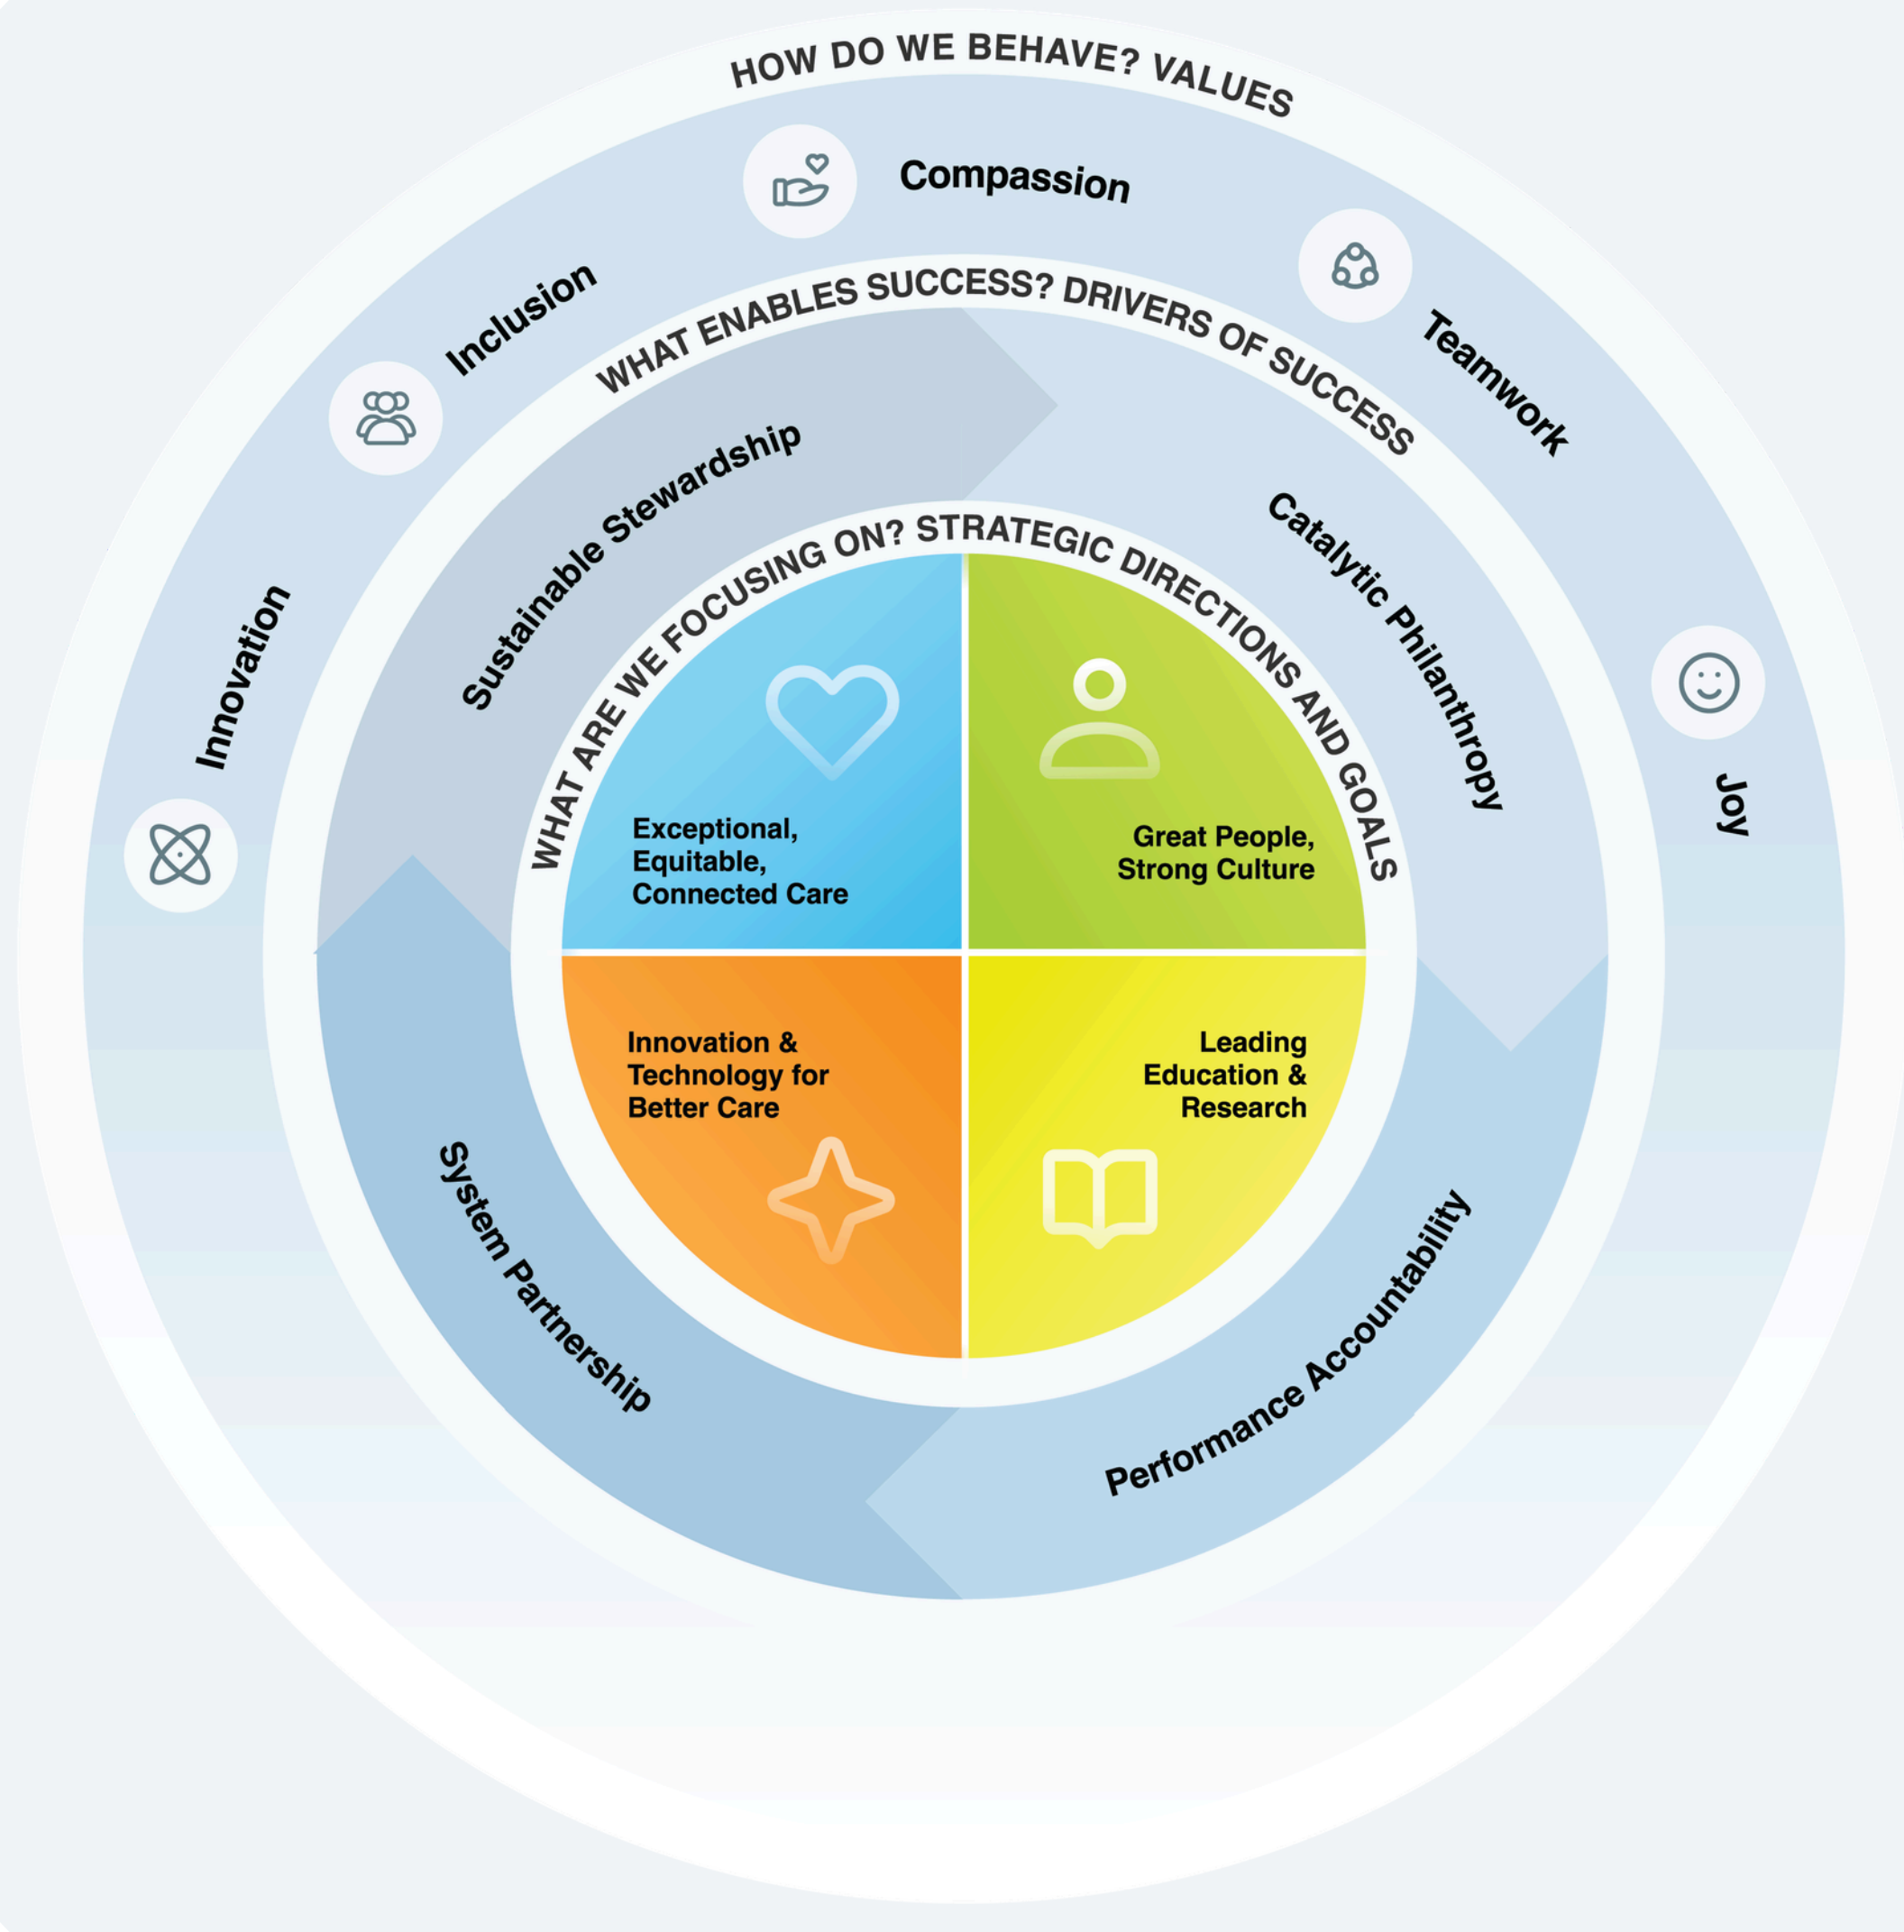 HOW DO WE BEHAVE? VALUES
Innovation
Inclusion
Compassion
Teamwork
Joy
WHAT ENABLES SUCCESS? DRIVERS OF SUCCESS
Sustainable Stewardship
Catalytic Philanthropy
Performance Accountability
System Partnership
WHAT ARE WE FOCUSING ON? STRATEGIC DIRECTIONS AND GOALS
Exceptional,
Equitable,
Connected Care
Great People,
Strong Culture
Innovation &
Technology for
Better Care
Leading
Education &
Research